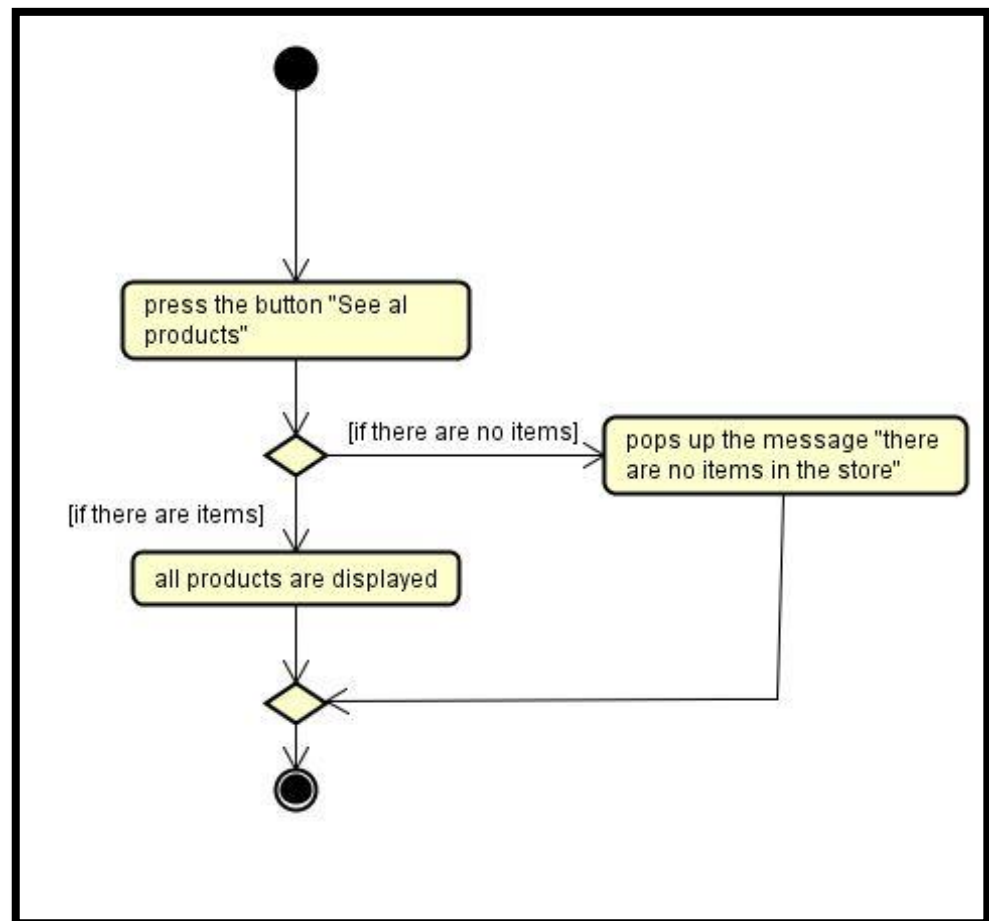 press the button "See al
products"
[if there are no items]
pops up the message "there
are no items in the store"
[if there are items]
all products are displayed